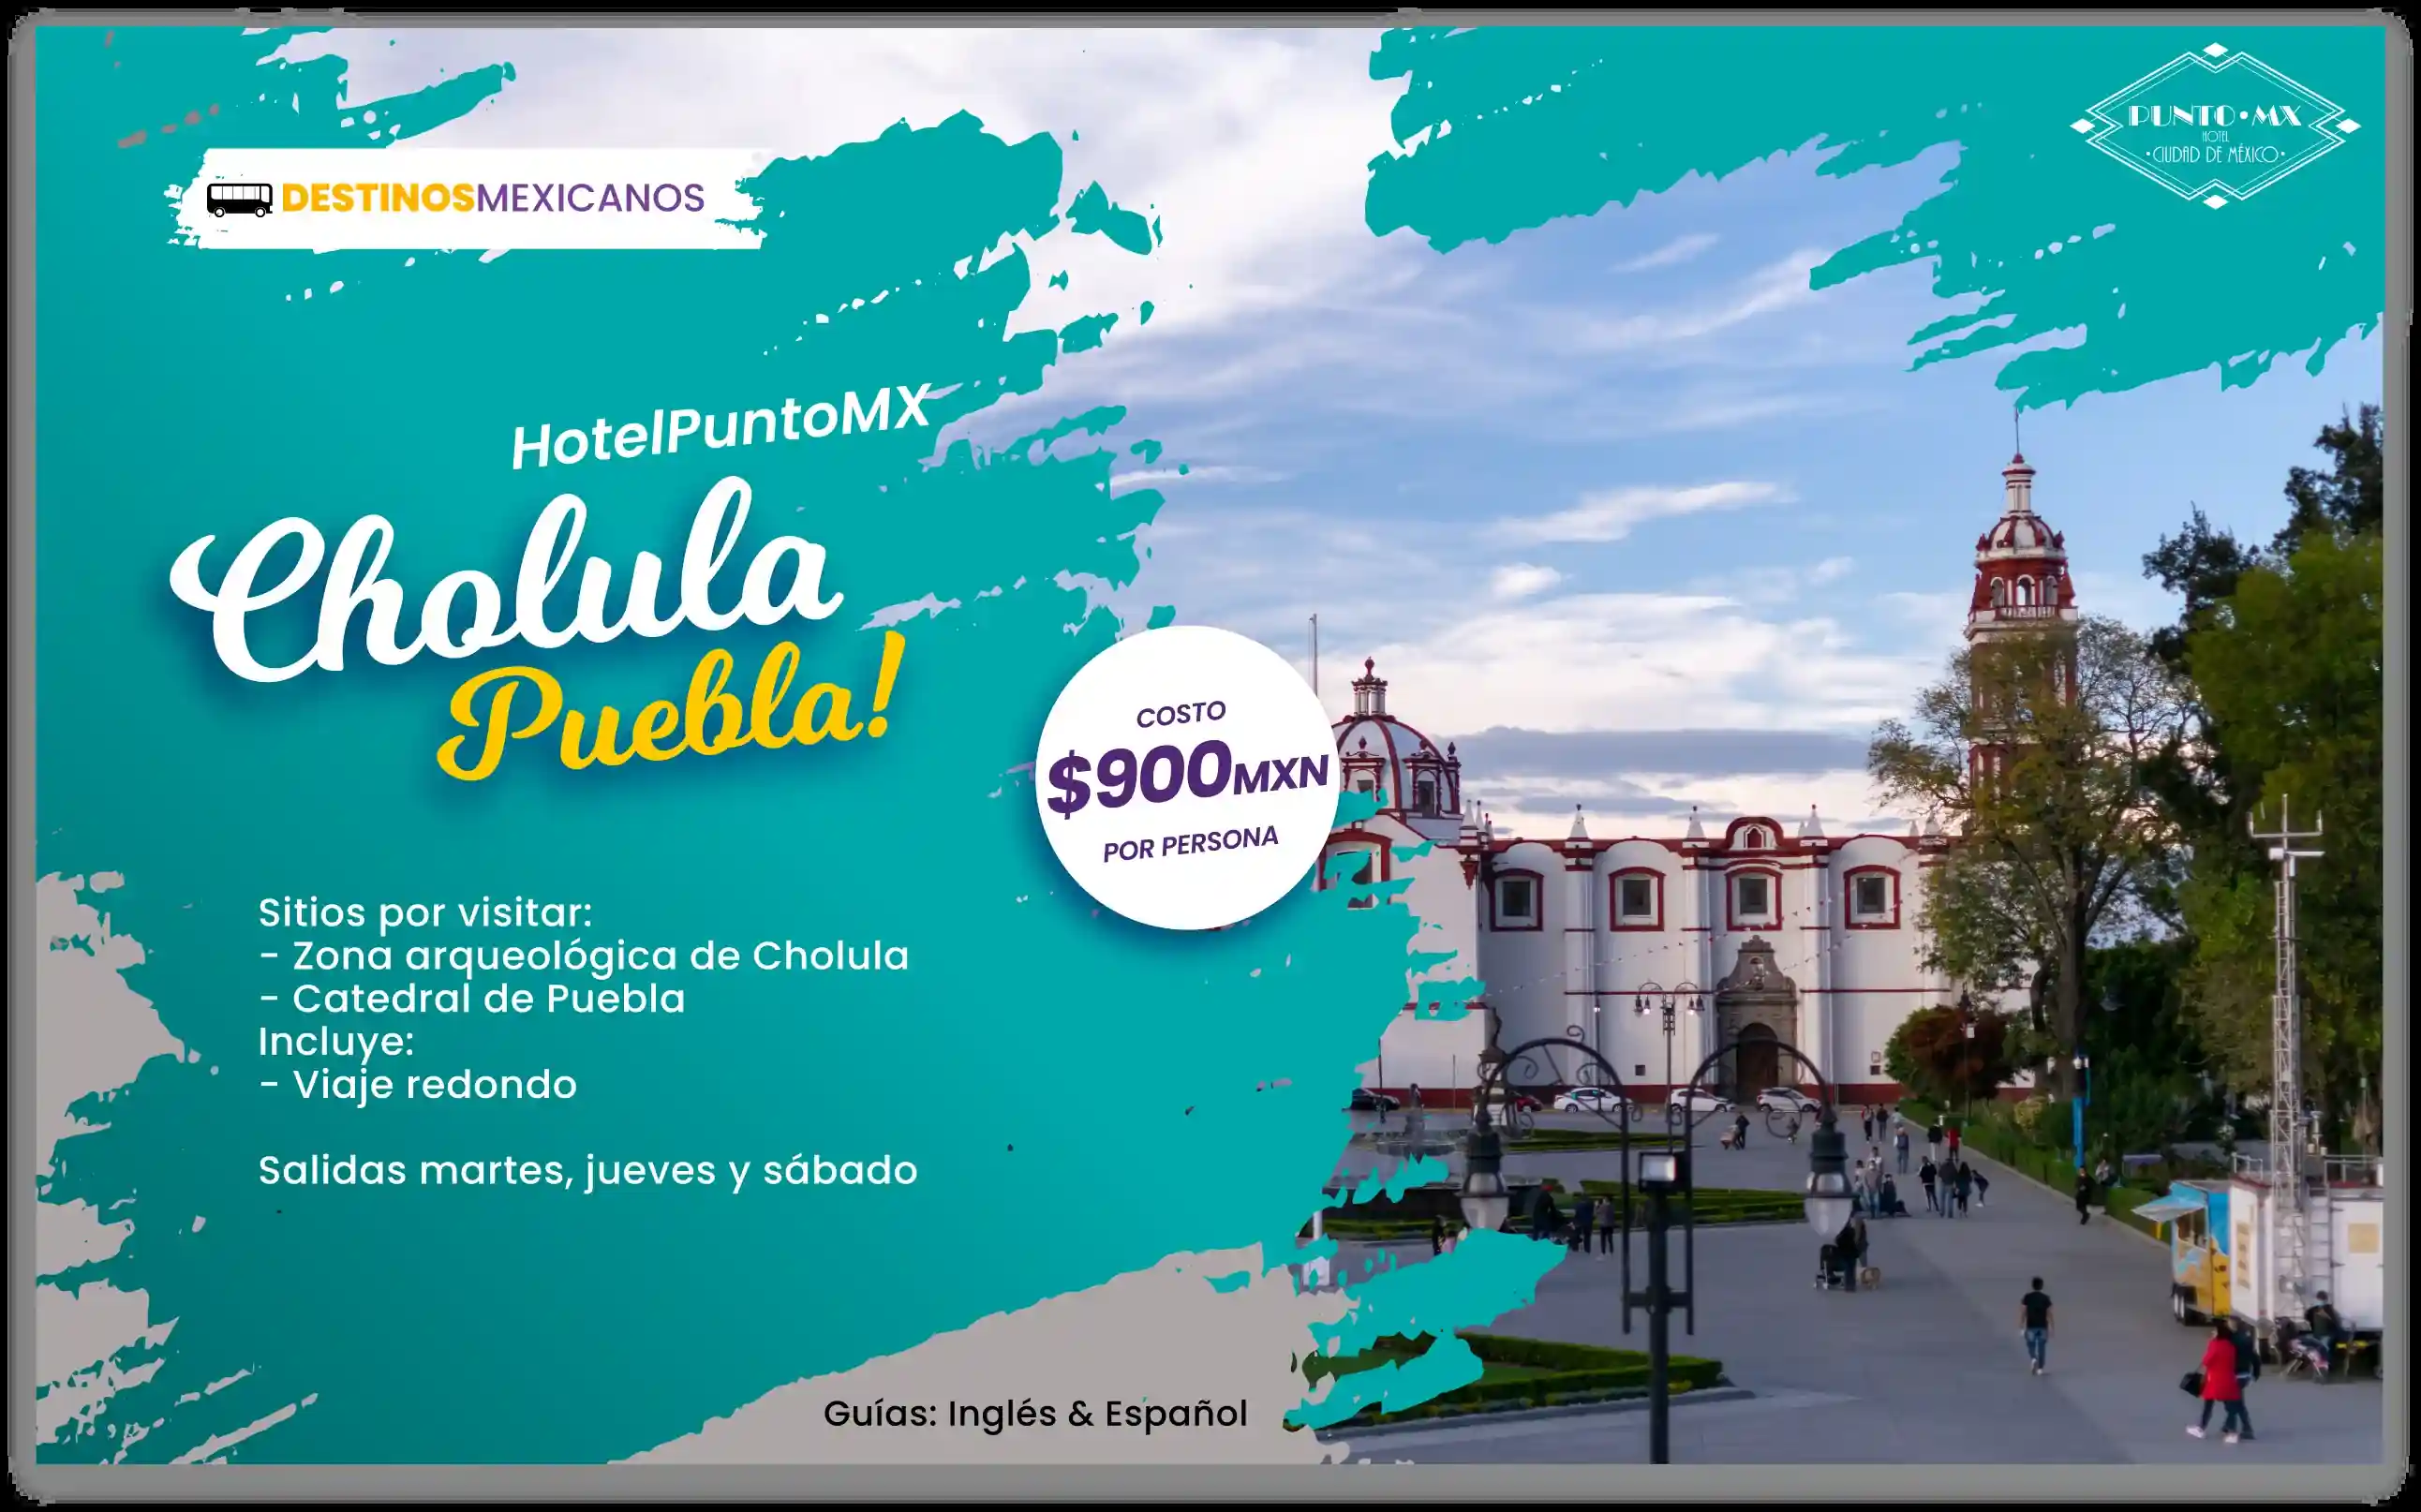 DESTINOSMEXICANOS
PUNTO•MX
HOTEL
•CIUDAD DE MÉXICO•
HotelPuntoMX
Cholula
Puebla!
COSTO
$900MXN
POR PERSONA
Sitios por visitar:
- Zona arqueológica de Cholula
- Catedral de Puebla
Incluye:
- Viaje redondo
Salidas martes, jueves y sábado
Guías: Inglés & Español